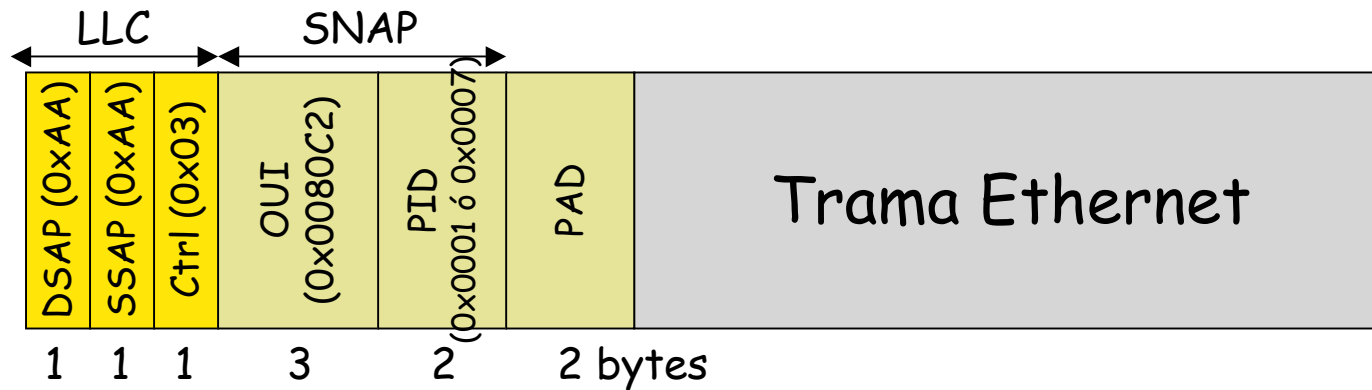 LLC
SNAP
DSAP (0xAA)
SSAP (0xAA)
Ctrl (0x03)
OUI
(0x0080C2)
PID
(0x0001 ó 0x0007)
PAD
Trama Ethernet
1
1
1
3
2
2 bytes